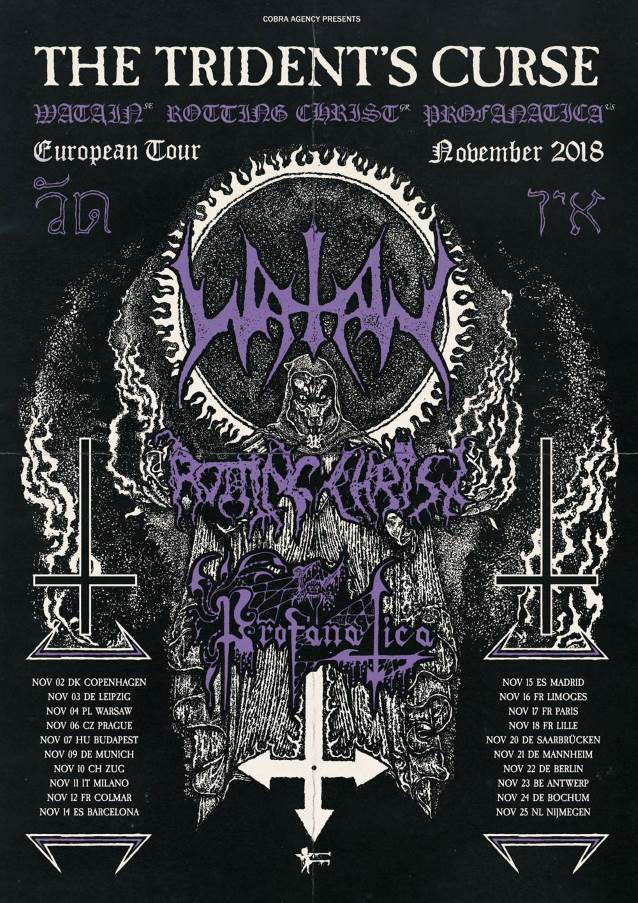 COBRA AGENCY PRESENTS
THE TRIDENT'S CURSE
WATAIN SE ROTTING CHRIST GR PROFANATICA US
European Tour
November 2018
WATAIN
ROTTING CHRIST
Profanatica
NOV 02 DK COPENHAGEN
NOV 03 DE LEIPZIG
NOV 04 PL WARSAW
NOV 06 CZ PRAGUE
NOV 07 HU BUDAPEST
NOV 09 DE MUNICH
NOV 10 CH ZUG
NOV 11 IT MILANO
NOV 12 FR COLMAR
NOV 14 ES BARCELONA
NOV 15 ES MADRID
NOV 16 FR LIMOGES
NOV 17 FR PARIS
NOV 18 FR LILLE
NOV 20 DE SAARBRÜCKEN
NOV 21 DE MANNHEIM
NOV 22 DE BERLIN
NOV 23 BE ANTWERP
NOV 24 DE BOCHUM
NOV 25 NL NIJMEGEN